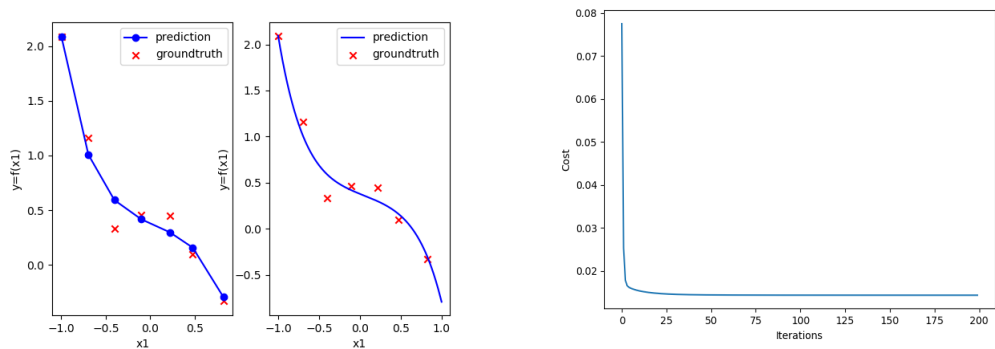 prediction
groundtruth
2.0
1.5
1.0
0.5
0.0
y=f(x1)
−1.0 −0.5 0.0 0.5
x1
prediction
groundtruth
2.0
1.5
1.0
0.5
0.0
−0.5
y=f(x1)
−1.0 −0.5 0.0 0.5 1.0
x1
0.08
0.07
0.06
0.05
0.04
0.03
0.02
Cost
0 25 50 75 100 125 150 175 200
Iterations